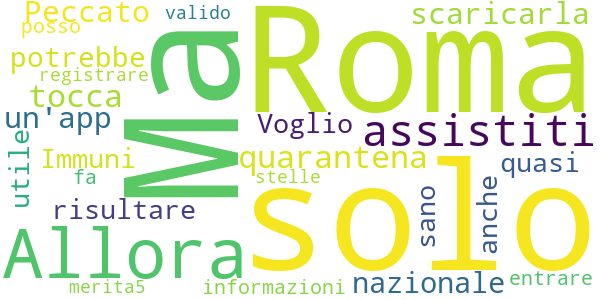 Peccato
valido
posso
scaricarla
potrebbe
registrare
Ma
Roma
tocca
un'app
Voglio
assistiti
Immuni
quarantena
quasi
fa
stelle
utile
risultare
sano
anche
solo
Allora
nazionale
entrare
merita5
informazioni